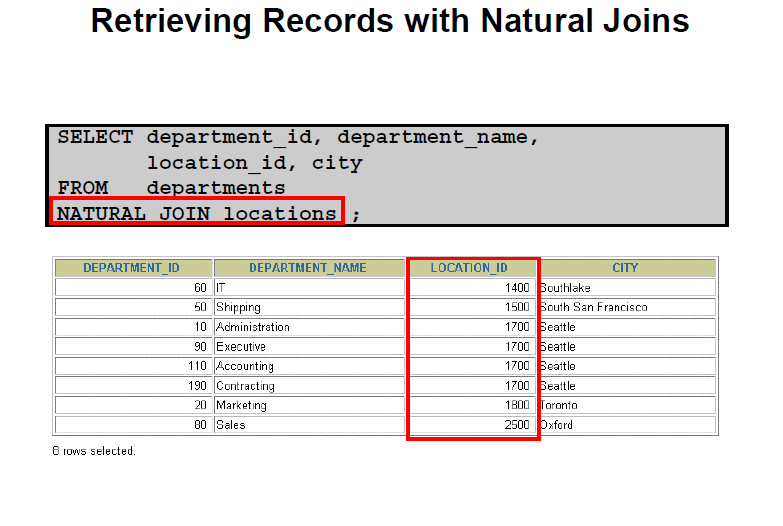 Retrieving Records with Natural Joins
SELECT department_id, department_name,
location_id, city
FROM departments
NATURAL JOIN locations ;
DEPARTMENT_ID DEPARTMENT_NAME LOCATION_ID CITY
60 IT 1400 Southlake
50 Shipping 1500 South San Francisco
10 Administration 1700 Seattle
90 Executive 1700 Seattle
110 Accounting 1700 Seattle
190 Contracting 1700 Seattle
20 Marketing 1800 Toronto
80 Sales 2500 Oxford
8 rows selected.